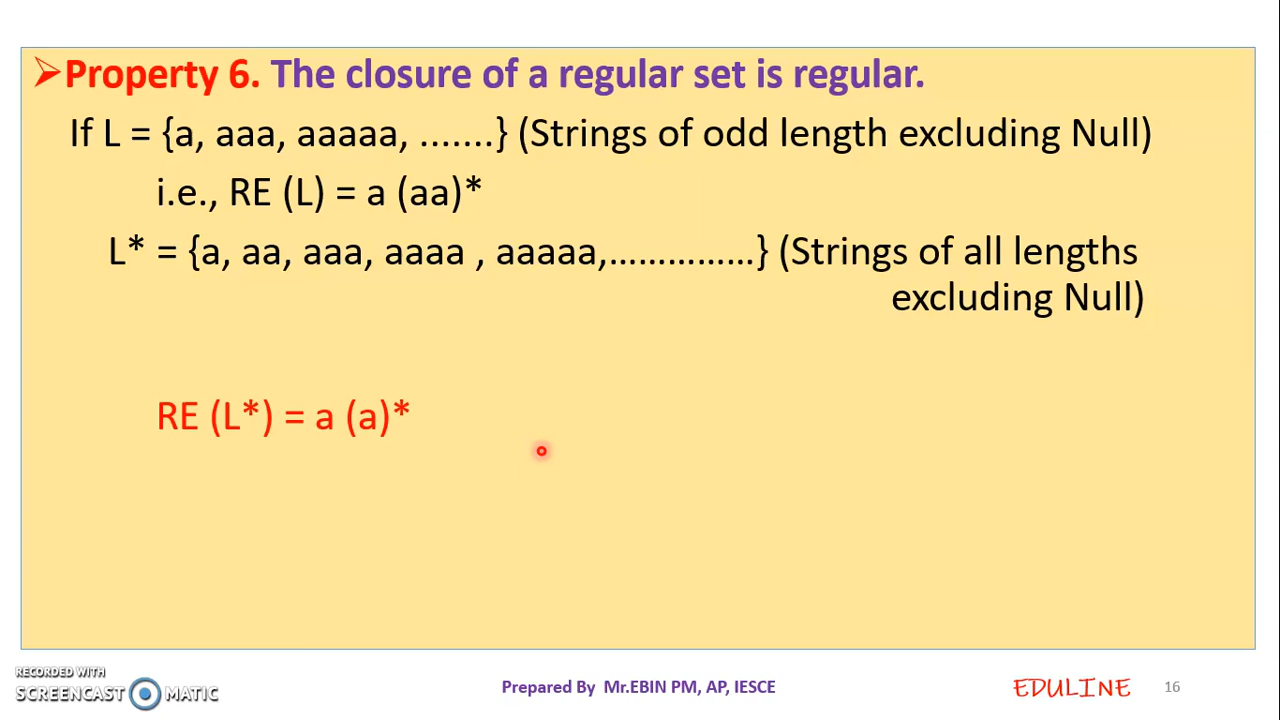 Property 6. The closure of a regular set is regular.
If L = {a, aaa, aaaaa, .......} (Strings of odd length excluding Null)
i.e., RE (L) = a (aa)*
L* = {a, aa, aaa, aaaa , aaaaa,……………} (Strings of all lengths
excluding Null)
RE (L*) = a (a)*
RECORDED WITH
SCREENCAST MATIC
Prepared By Mr.EBIN PM, AP, IESCE
EDULINE
16